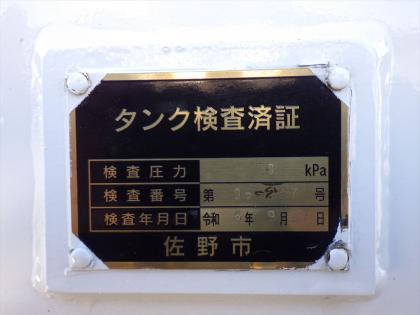 タンク検査済証
検査圧力 kPa
検査番号 第 号
検査年月日 令和 年 月 日
佐野市